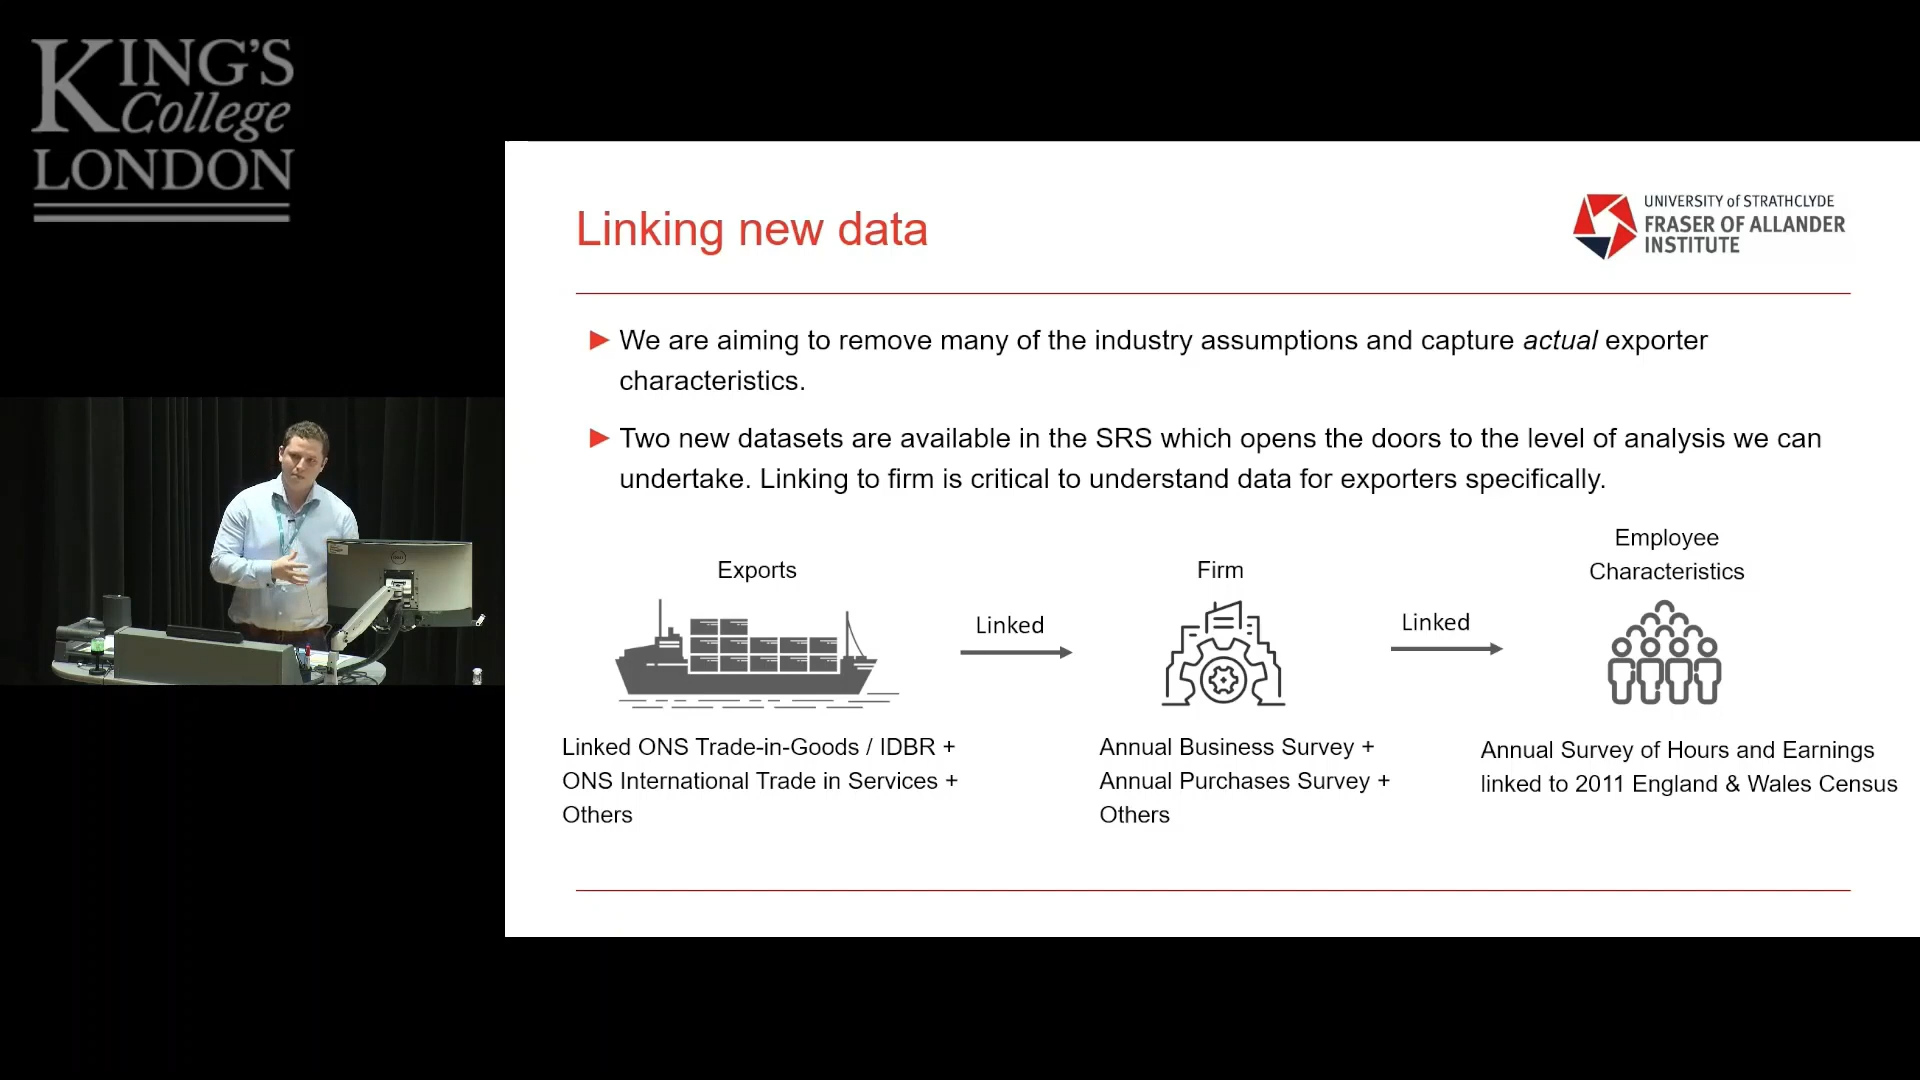 KING'S
College
LONDON
Linking new data
UNIVERSITY of STRATHCLYDE
FRASER OF ALLANDER
INSTITUTE
We are aiming to remove many of the industry assumptions and capture actual exporter
characteristics.
Two new datasets are available in the SRS which opens the doors to the level of analysis we can
undertake. Linking to firm is critical to understand data for exporters specifically.
Exports
Linked
Firm
Linked
Employee
Characteristics
Linked ONS Trade-in-Goods / IDBR +
ONS International Trade in Services +
Others
Annual Business Survey +
Annual Purchases Survey +
Others
Annual Survey of Hours and Earnings
linked to 2011 England & Wales Census